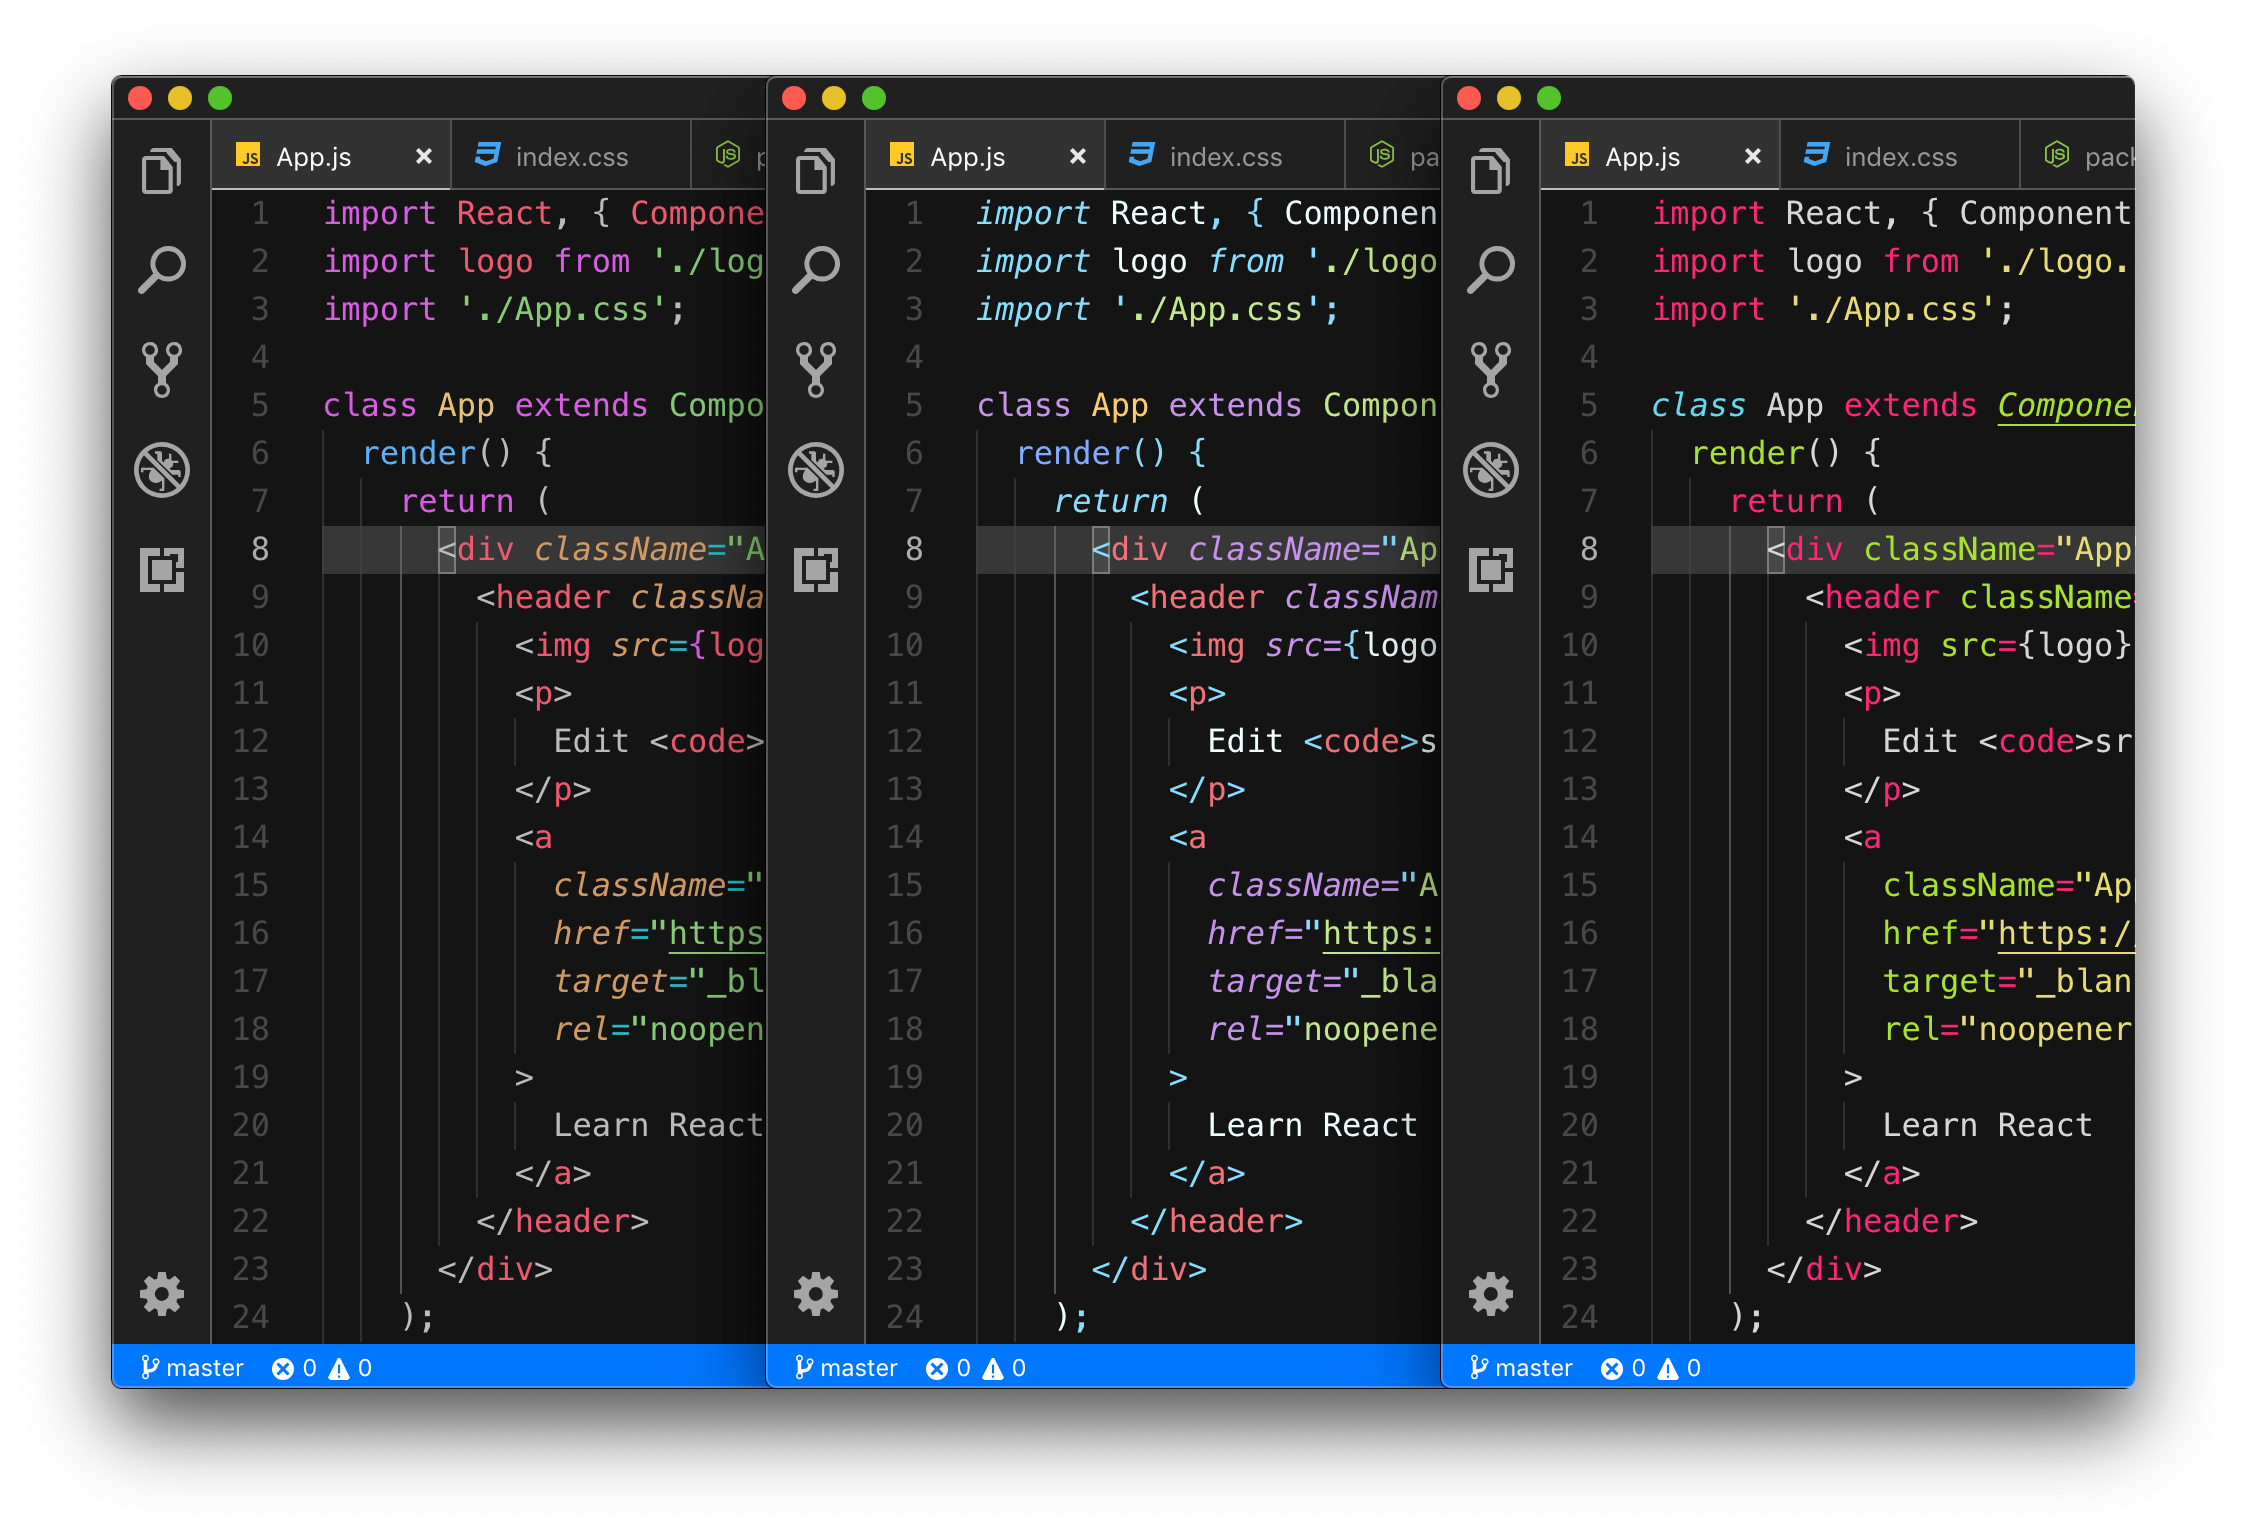 App.js × index.css p
1 import React, { Compone
2 import logo from './log
3 import './App.css';
4
5 class App extends Compo
6 render() {
7 return (
8 <div className="A
9 <header classNa
10 <img src={log
11 <p>
12 Edit <code>
13 </p>
14 <a
15 className="
16 href="https
17 target="_bl
18 rel="noopen
19 >
20 Learn React
21 </a>
22 </header>
23 </div>
24 );
master 0 0
App.js × index.css pa
1 import React, { Componen
2 import logo from './logo
3 import './App.css';
4
5 class App extends Compon
6 render() {
7 return (
8 <div className="Ap
9 <header classNam
10 <img src={logo
11 <p>
12 Edit <code>s
13 </p>
14 <a
15 className="A
16 href="https:
17 target="_bla
18 rel="noopene
19 >
20 Learn React
21 </a>
22 </header>
23 </div>
24 );
master 0 0
App.js × index.css pack
1 import React, { Component
2 import logo from './logo.
3 import './App.css';
4
5 class App extends Componen
6 render() {
7 return (
8 <div className="App
9 <header className=
10 <img src={logo}
11 <p>
12 Edit <code>sr
13 </p>
14 <a
15 className="App
16 href="https://
17 target="_blan
18 rel="noopener
19 >
20 Learn React
21 </a>
22 </header>
23 </div>
24 );
master 0 0